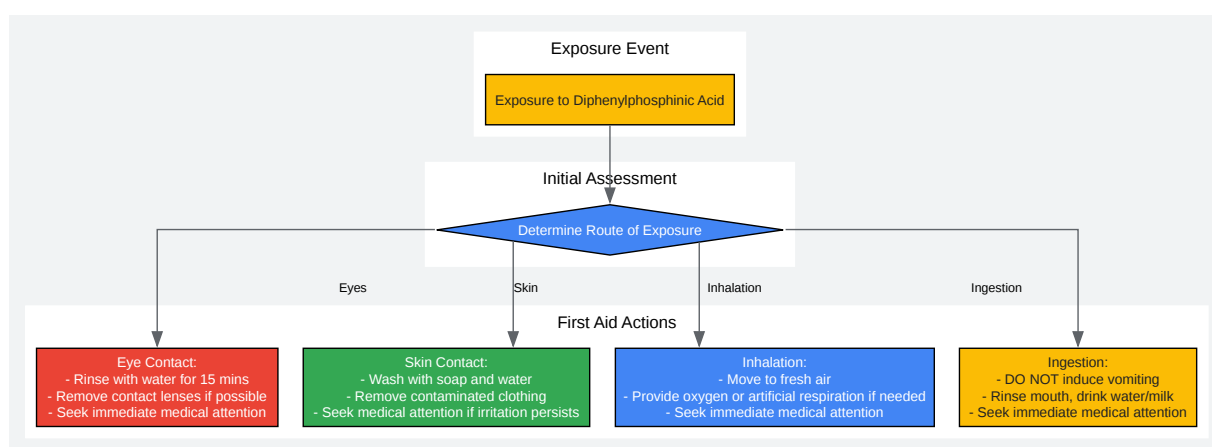 Exposure Event
Exposure to Diphenylphosphinic Acid
Initial Assessment
Determine Route of Exposure
Eyes
Skin
Inhalation
Ingestion
First Aid Actions
Eye Contact:
- Rinse with water for 15 mins
- Remove contact lenses if possible
- Seek immediate medical attention
Skin Contact:
- Wash with soap and water
- Remove contaminated clothing
- Seek medical attention if irritation persists
Inhalation:
- Move to fresh air
- Provide oxygen or artificial respiration if needed
- Seek immediate medical attention
Ingestion:
- DO NOT induce vomiting
- Rinse mouth, drink water/milk
- Seek immediate medical attention